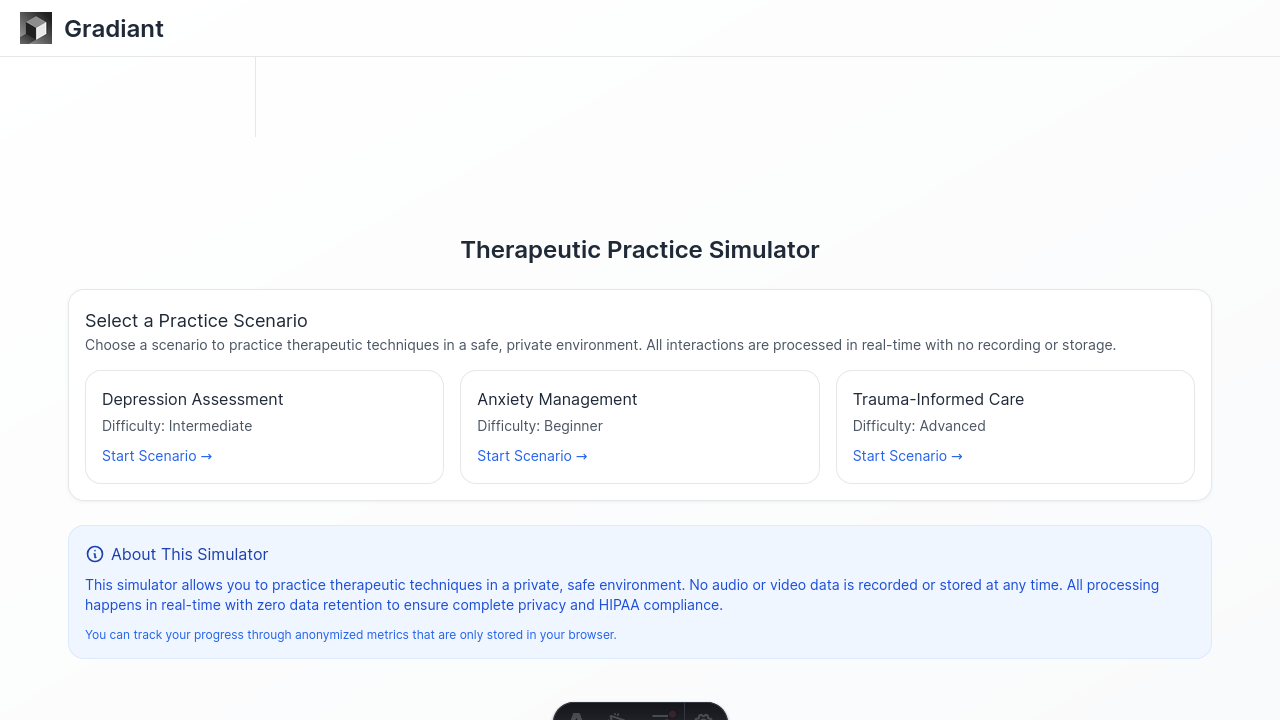 Gradiant
Therapeutic Practice Simulator
Select a Practice Scenario
Choose a scenario to practice therapeutic techniques in a safe, private environment. All interactions are processed in real-time with no recording or storage.
Depression Assessment
Difficulty: Intermediate
Start Scenario →
Anxiety Management
Difficulty: Beginner
Start Scenario →
Trauma-Informed Care
Difficulty: Advanced
Start Scenario →
About This Simulator
This simulator allows you to practice therapeutic techniques in a private, safe environment. No audio or video data is recorded or stored at any time. All processing
happens in real-time with zero data retention to ensure complete privacy and HIPAA compliance.
You can track your progress through anonymized metrics that are only stored in your browser.